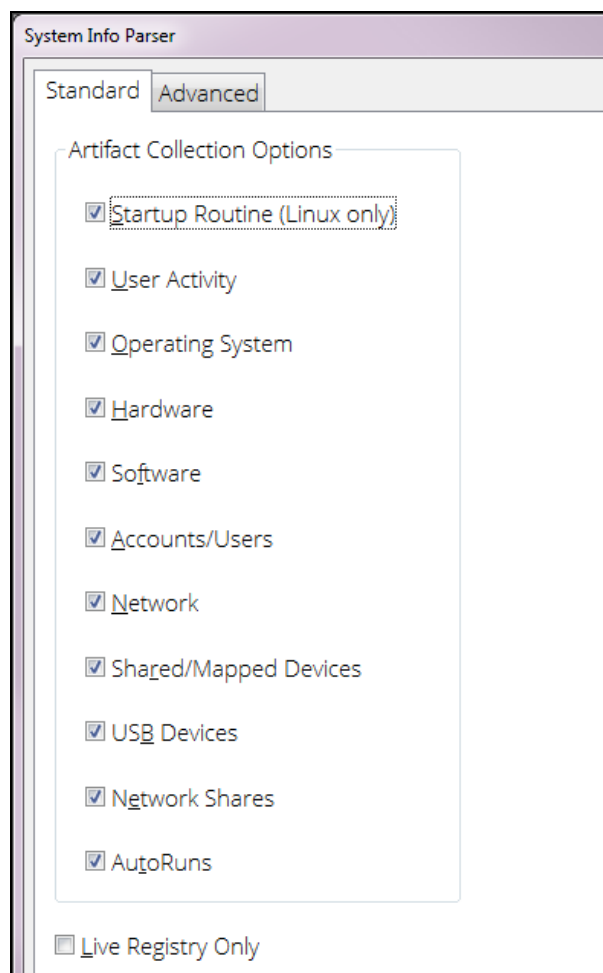 System Info Parser
Standard Advanced
Artifact Collection Options
Startup Routine (Linux only)
User Activity
Operating System
Hardware
Software
Accounts/Users
Network
Shared/Mapped Devices
USB Devices
Network Shares
AutoRuns
Live Registry Only